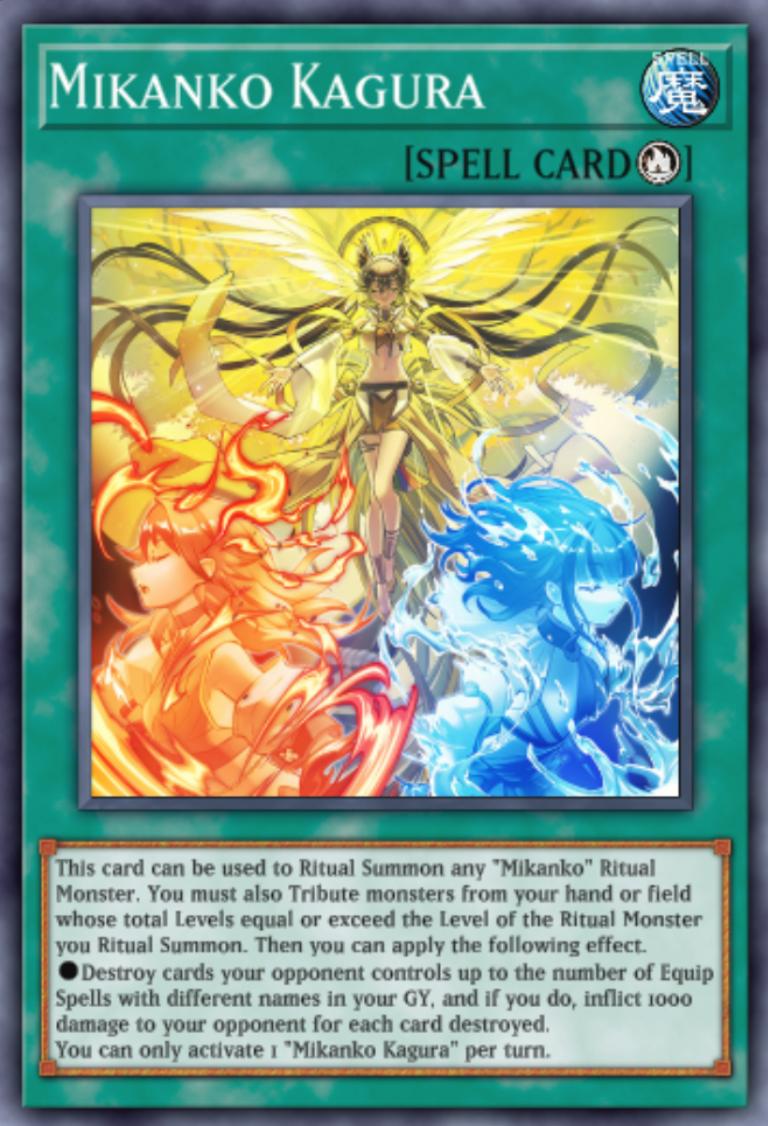 MIKANKO KAGURA
SPELL
魔
[SPELL CARD]
This card can be used to Ritual Summon any "Mikanko" Ritual
Monster. You must also Tribute monsters from your hand or field
whose total Levels equal or exceed the Level of the Ritual Monster
you Ritual Summon. Then you can apply the following effect.
●Destroy cards your opponent controls up to the number of Equip
Spells with different names in your GY, and if you do, inflict 1000
damage to your opponent for each card destroyed.
You can only activate 1 "Mikanko Kagura" per turn.